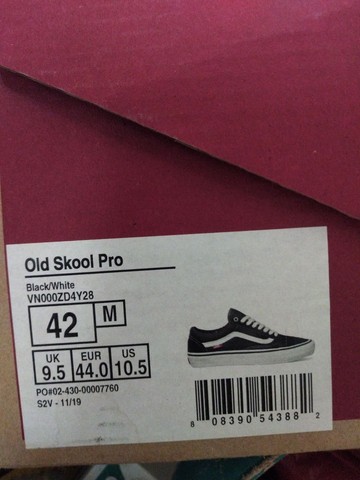 Old Skool Pro
Black/White
VN000ZD4Y28
42 M
UK EUR US
9.5 44.0 10.5
PO#02-430-00007760
S2V - 11/19
8 08390 54388 2